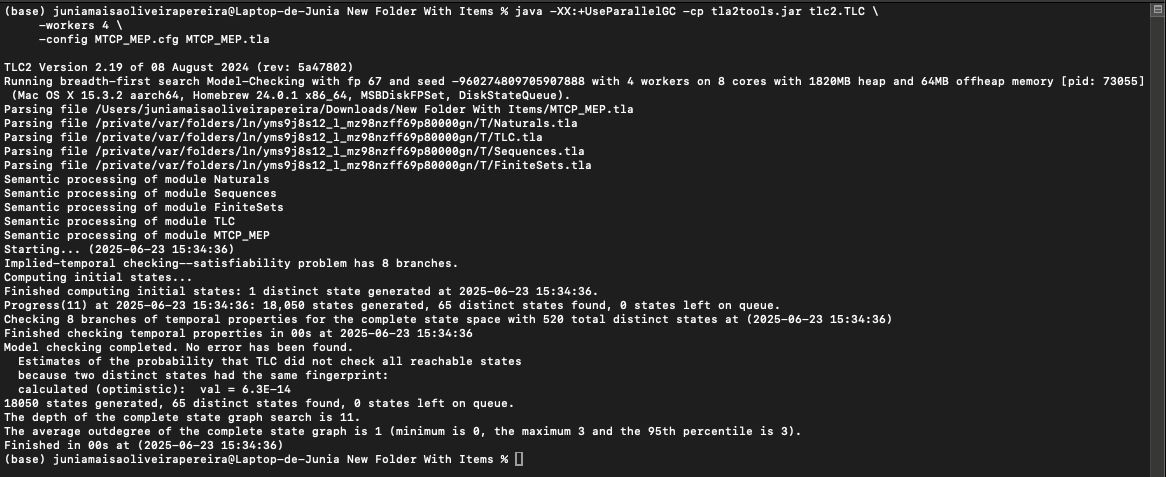 (base) juniamaisaoliveirapereira@Laptop-de-Junia New Folder With Items % java -XX:+UseParallelGC -cp tla2tools.jar tlc2.TLC \
-workers 4 \
-config MTCP_MEP.cfg MTCP_MEP.tla
TLC2 Version 2.19 of 08 August 2024 (rev: 5a47802)
Running breadth-first search Model-Checking with fp 67 and seed -960274809705907888 with 4 workers on 8 cores with 1820MB heap and 64MB offheap memory [pid: 73055]
(Mac OS X 15.3.2 aarch64, Homebrew 24.0.1 x86_64, MSBDiskFPSet, DiskStateQueue).
Parsing file /Users/juniamaisaoliveirapereira/Downloads/New Folder With Items/MTCP_MEP.tla
Parsing file /private/var/folders/ln/yms9j8s12_l_mz98nzff69p80000gn/T/Naturals.tla
Parsing file /private/var/folders/ln/yms9j8s12_l_mz98nzff69p80000gn/T/TLC.tla
Parsing file /private/var/folders/ln/yms9j8s12_l_mz98nzff69p80000gn/T/Sequences.tla
Parsing file /private/var/folders/ln/yms9j8s12_l_mz98nzff69p80000gn/T/FiniteSets.tla
Semantic processing of module Naturals
Semantic processing of module Sequences
Semantic processing of module FiniteSets
Semantic processing of module TLC
Semantic processing of module MTCP_MEP
Starting... (2025-06-23 15:34:36)
Implied-temporal checking--satisfiability problem has 8 branches.
Computing initial states...
Finished computing initial states: 1 distinct state generated at 2025-06-23 15:34:36.
Progress(11) at 2025-06-23 15:34:36: 18,050 states generated, 65 distinct states found, 0 states left on queue.
Checking 8 branches of temporal properties for the complete state space with 520 total distinct states at (2025-06-23 15:34:36)
Finished checking temporal properties in 00s at 2025-06-23 15:34:36
Model checking completed. No error has been found.
Estimates of the probability that TLC did not check all reachable states
because two distinct states had the same fingerprint:
calculated (optimistic):  val = 6.3E-14
18050 states generated, 65 distinct states found, 0 states left on queue.
The depth of the complete state graph search is 11.
The average outdegree of the complete state graph is 1 (minimum is 0, the maximum 3 and the 95th percentile is 3).
Finished in 00s at (2025-06-23 15:34:36)
(base) juniamaisaoliveirapereira@Laptop-de-Junia New Folder With Items %